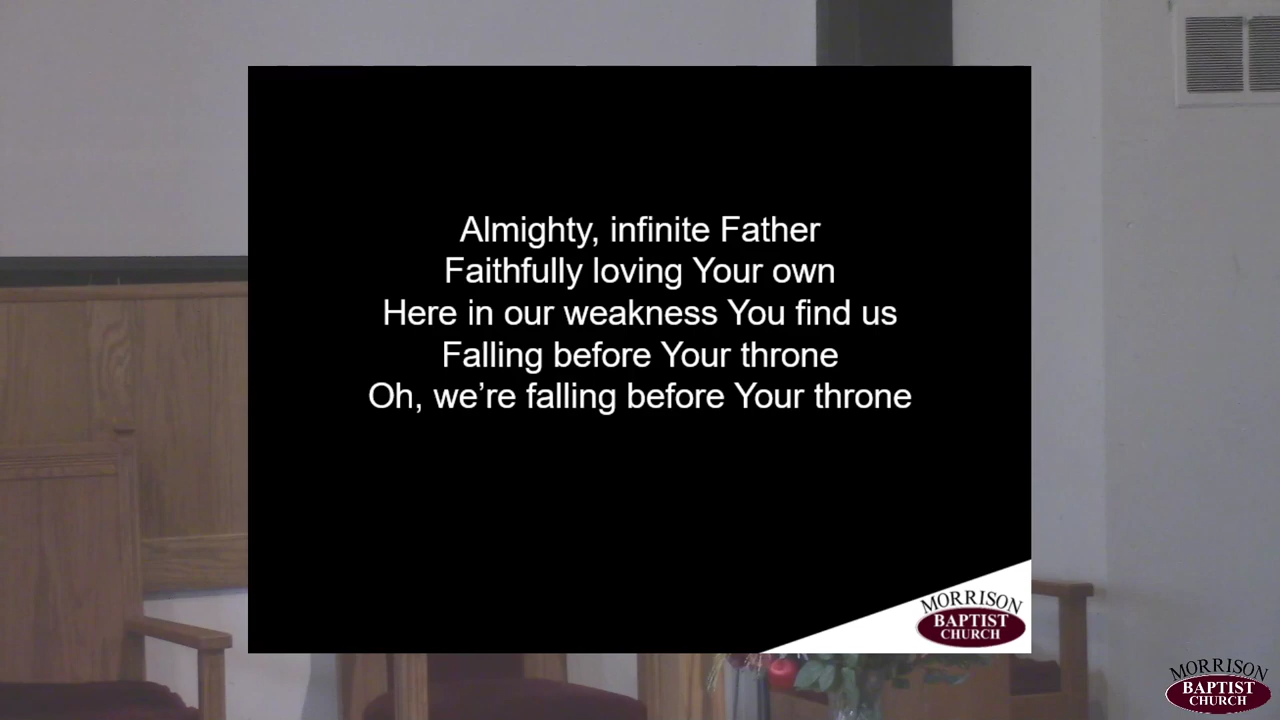 Almighty, infinite Father
Faithfully loving Your own
Here in our weakness You find us
Falling before Your throne
Oh, we’re falling before Your throne
MORRISON
BAPTIST
CHURCH
MORRISON
BAPTIST
CHURCH